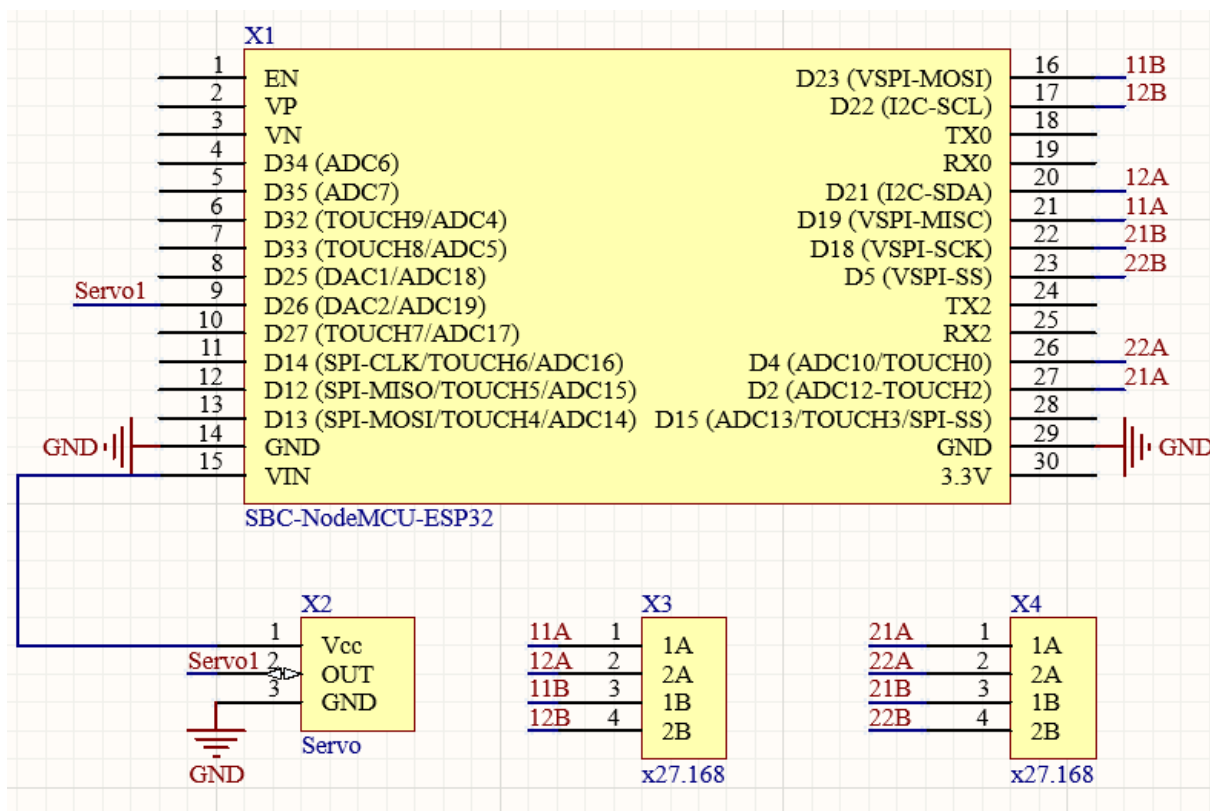 X1
1 EN D23 (VSPI-MOSI) 16 11B
2 VP D22 (I2C-SCL) 17 12B
3 VN TX0 18
4 D34 (ADC6) RX0 19
5 D35 (ADC7) D21 (I2C-SDA) 20 12A
6 D32 (TOUCH9/ADC4) D19 (VSPI-MISC) 21 11A
7 D33 (TOUCH8/ADC5) D18 (VSPI-SCK) 22 21B
8 D25 (DAC1/ADC18) D5 (VSPI-SS) 23 22B
Servo1 9 D26 (DAC2/ADC19) TX2 24
10 D27 (TOUCH7/ADC17) RX2 25
11 D14 (SPI-CLK/TOUCH6/ADC16) D4 (ADC10/TOUCH0) 26 22A
12 D12 (SPI-MISO/TOUCH5/ADC15) D2 (ADC12-TOUCH2) 27 21A
13 D13 (SPI-MOSI/TOUCH4/ADC14) D15 (ADC13/TOUCH3/SPI-SS) 28
GND 14 GND GND 29 GND
15 VIN 3.3V 30
SBC-NodeMCU-ESP32
X2 X3 X4
1 Vcc 11A 1 1A 21A 1 1A
Servo1 2 OUT 12A 2 2A 22A 2 2A
3 GND 11B 3 1B 21B 3 1B
12B 4 2B 22B 4 2B
Servo
GND x27.168 x27.168